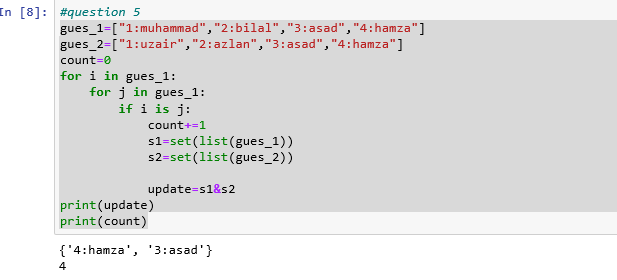 In [8]: #question 5
gues_1=["1:muhammad","2:bilal","3:asad","4:hamza"]
gues_2=["1:uzair","2:azlan","3:asad","4:hamza"]
count=0
for i in gues_1:
    for j in gues_1:
        if i is j:
            count+=1
            s1=set(list(gues_1))
            s2=set(list(gues_2))

            update=s1&s2
print(update)
print(count)
{'4:hamza', '3:asad'}
4